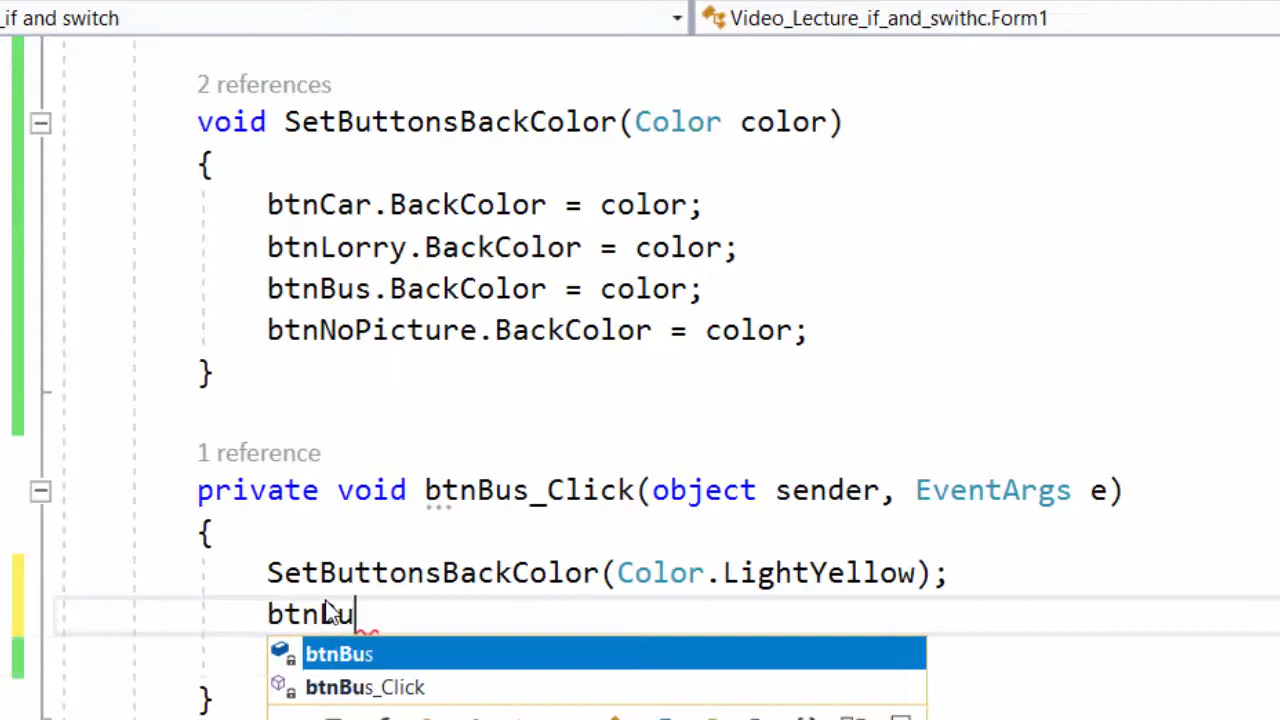 _if and switch
Video_Lecture_if_and_swithc.Form1
2 references
void SetButtonsBackColor(Color color)
{
btnCar.BackColor = color;
btnLorry.BackColor = color;
btnBus.BackColor = color;
btnNoPicture.BackColor = color;
}
1 reference
private void btnBus_Click(object sender, EventArgs e)
{
SetButtonsBackColor(Color.LightYellow);
btnBu
btnBus
btnBus_Click
}